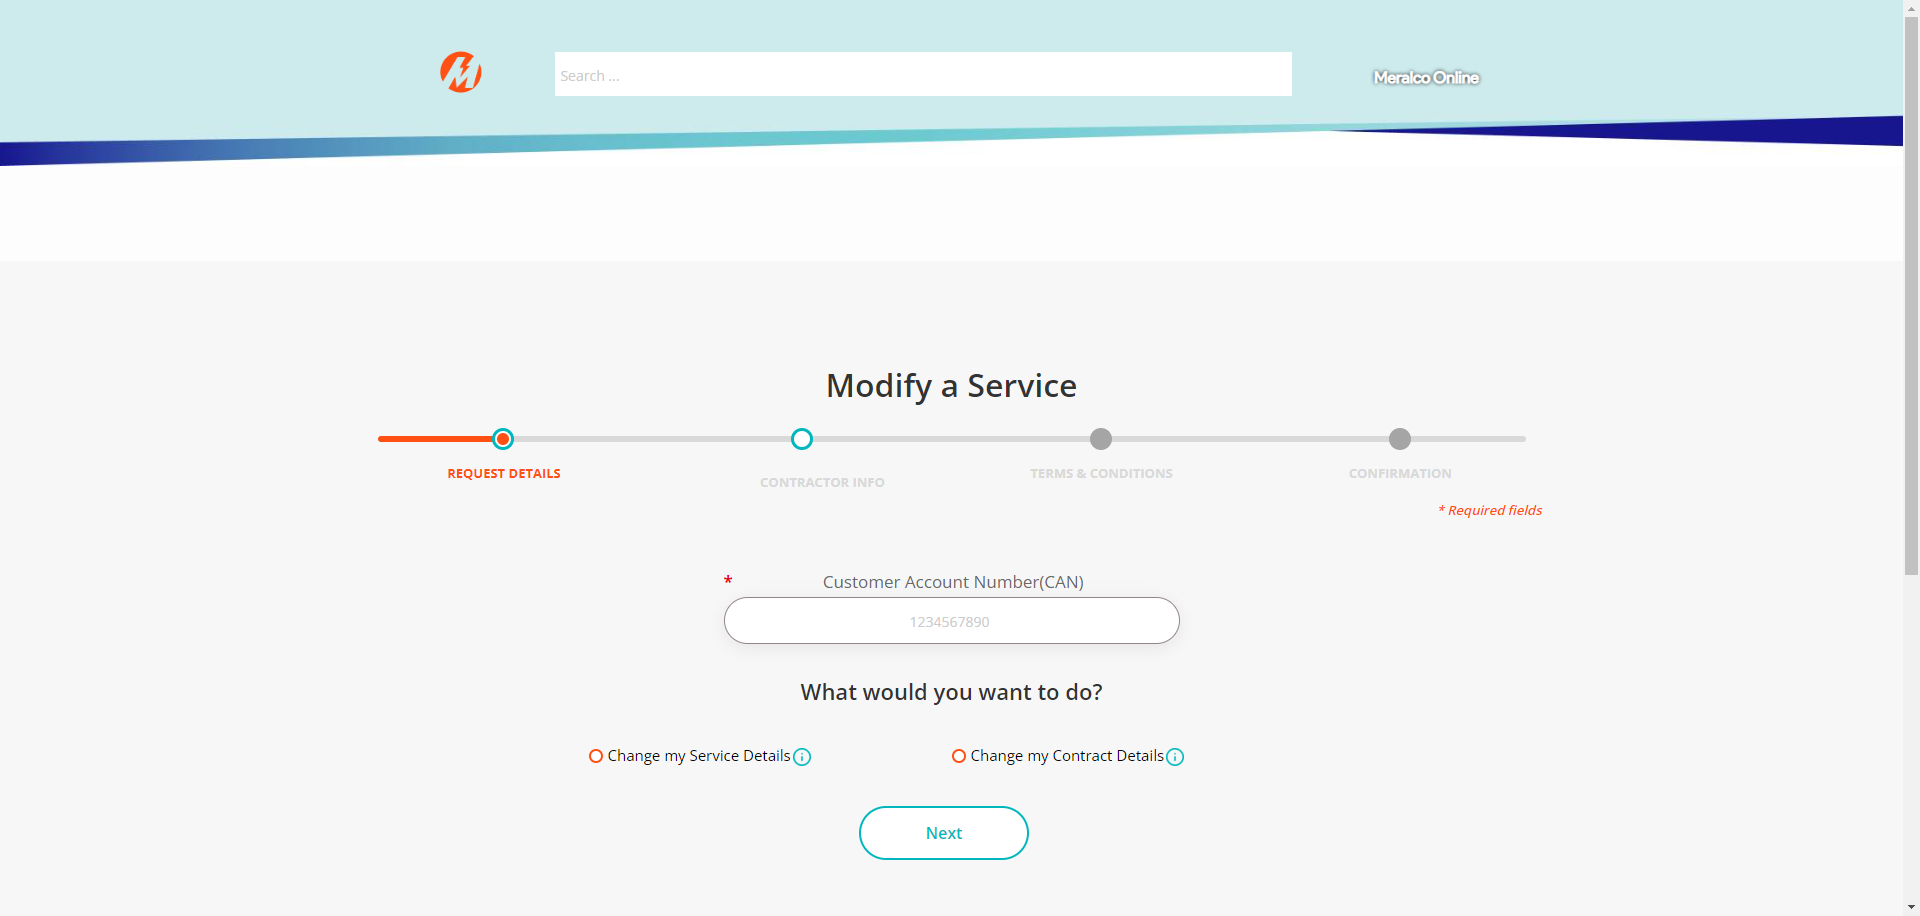 Search ...
Meralco Online
Modify a Service
REQUEST DETAILS
CONTRACTOR INFO
TERMS & CONDITIONS
CONFIRMATION
* Required fields
* Customer Account Number(CAN)
1234567890
What would you want to do?
Change my Service Details
Change my Contract Details
Next